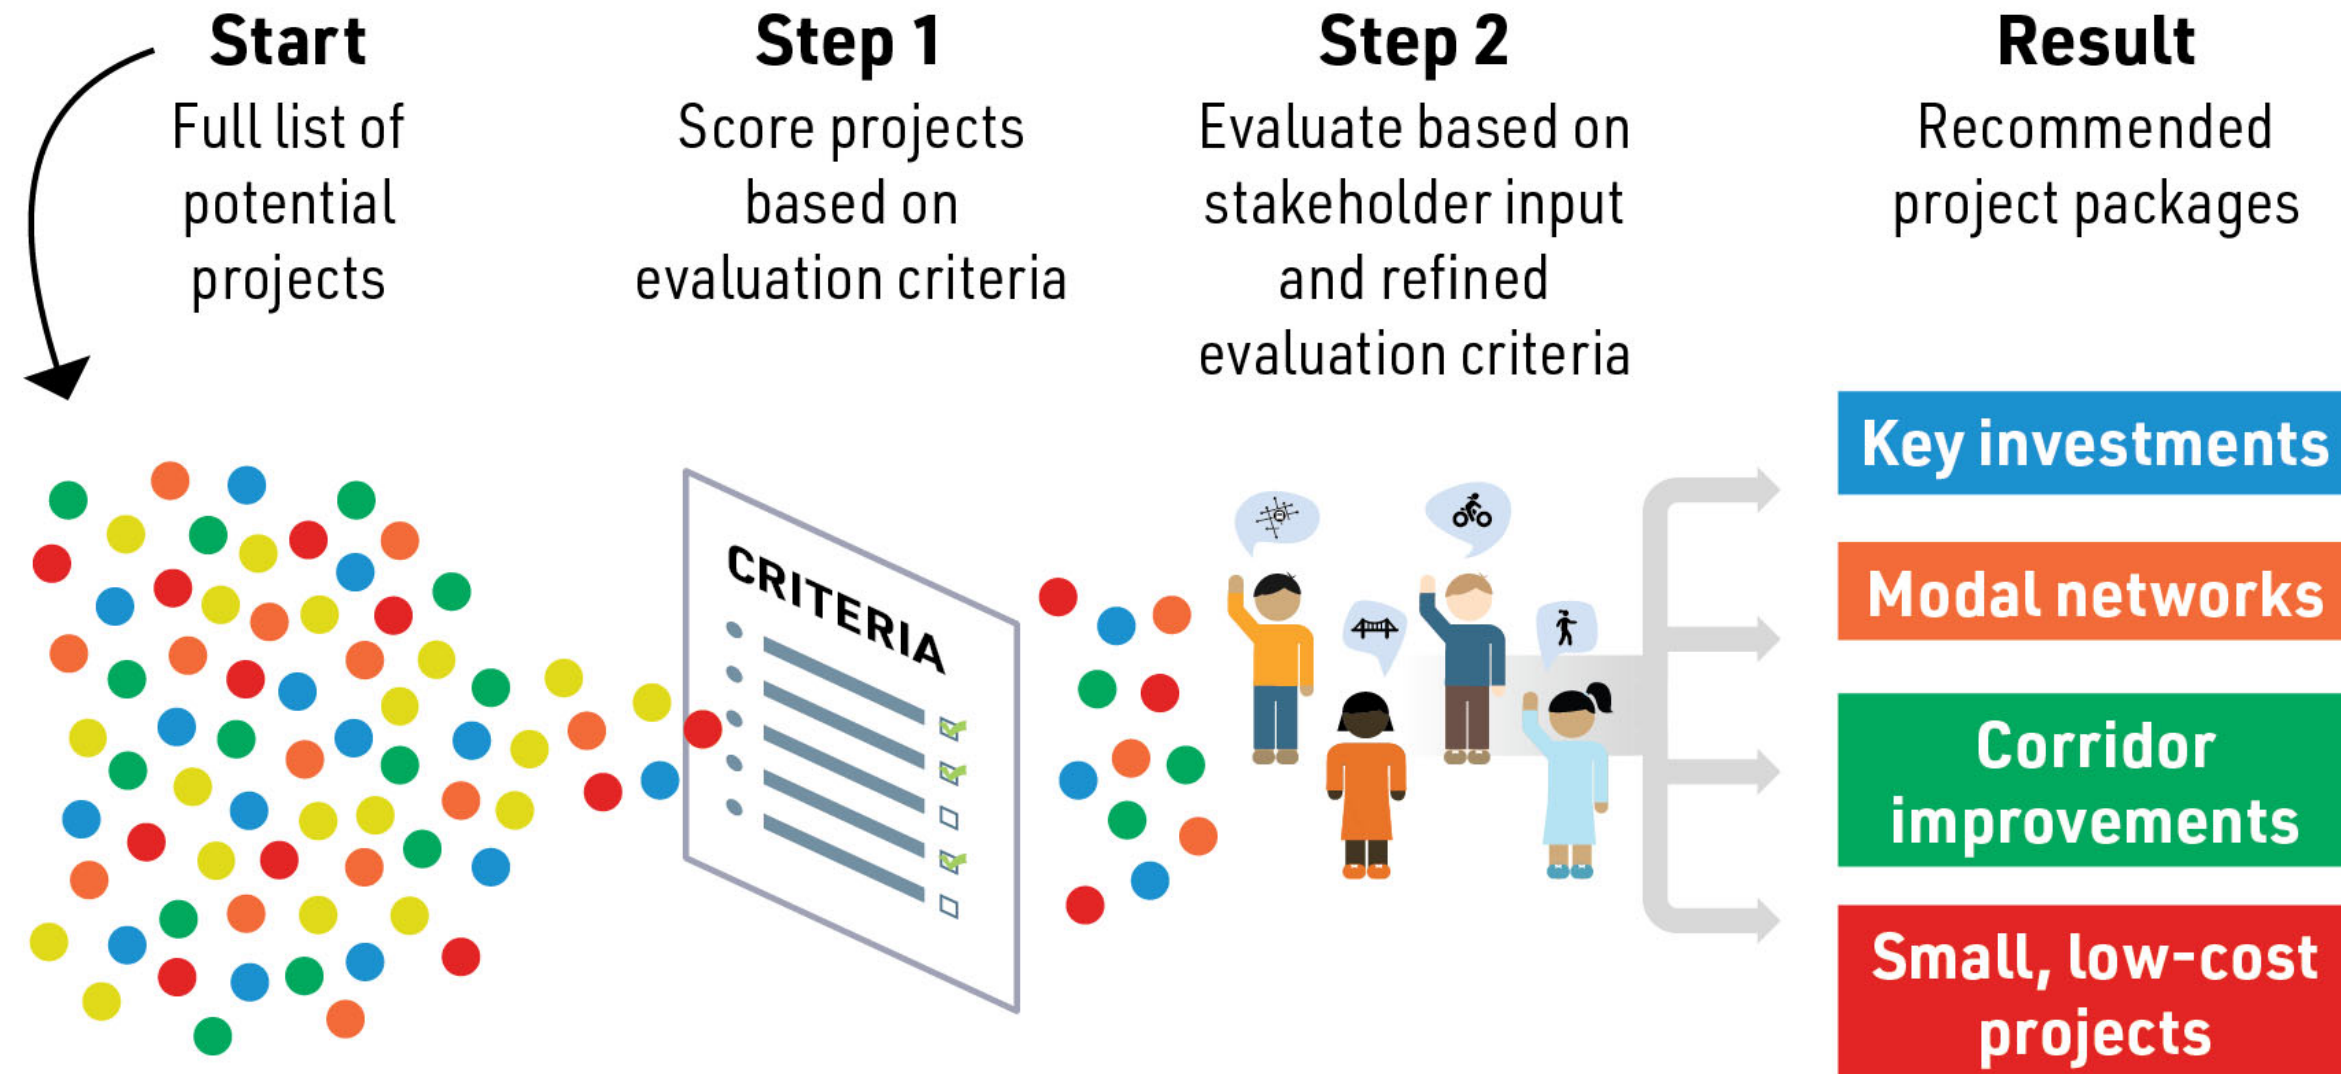 Start
Full list of
potential
projects
Step 1
Score projects
based on
evaluation criteria
Step 2
Evaluate based on
stakeholder input
and refined
evaluation criteria
Result
Recommended
project packages
CRITERIA
Key investments
Modal networks
Corridor
improvements
Small, low-cost
projects